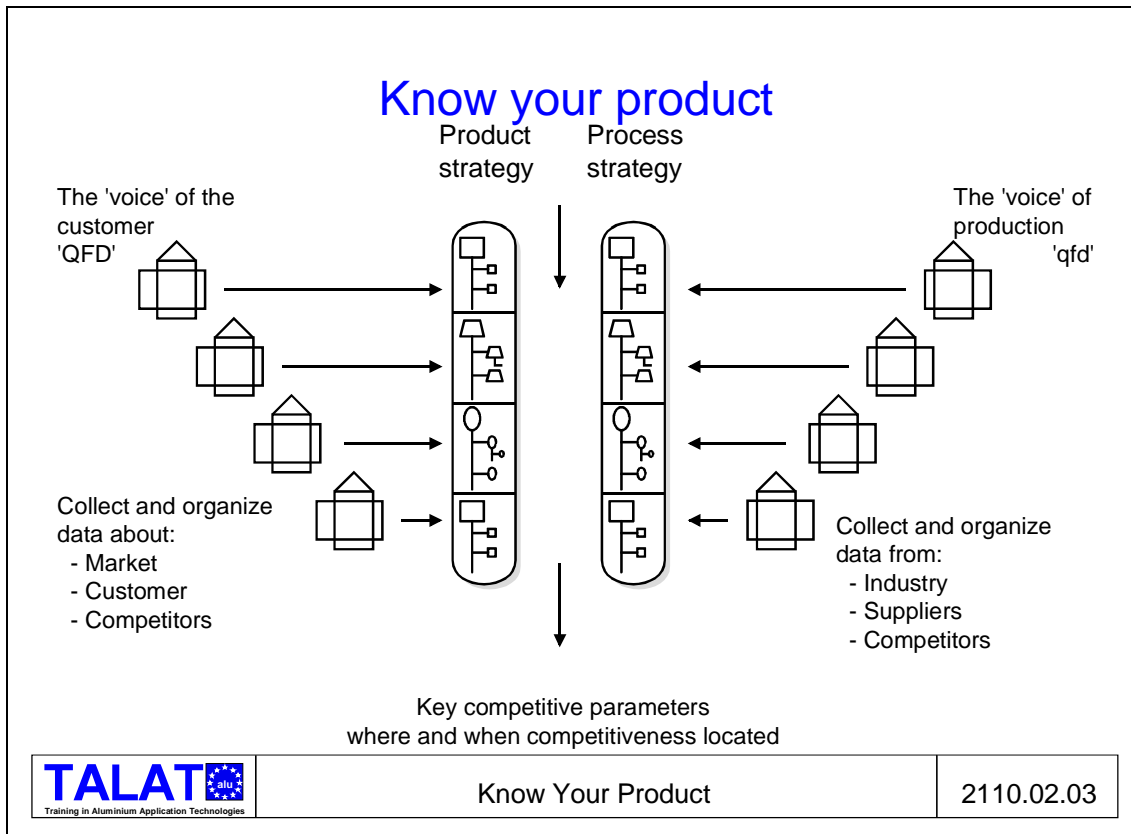 Know your product
Product
strategy
Process
strategy
The 'voice' of the
customer
'QFD'
The 'voice' of
production
'qfd'
Collect and organize
data about:
- Market
- Customer
- Competitors
Collect and organize
data from:
- Industry
- Suppliers
- Competitors
Key competitive parameters
where and when competitiveness located
TALAT
alu
Training in Aluminium Application Technologies
Know Your Product
2110.02.03